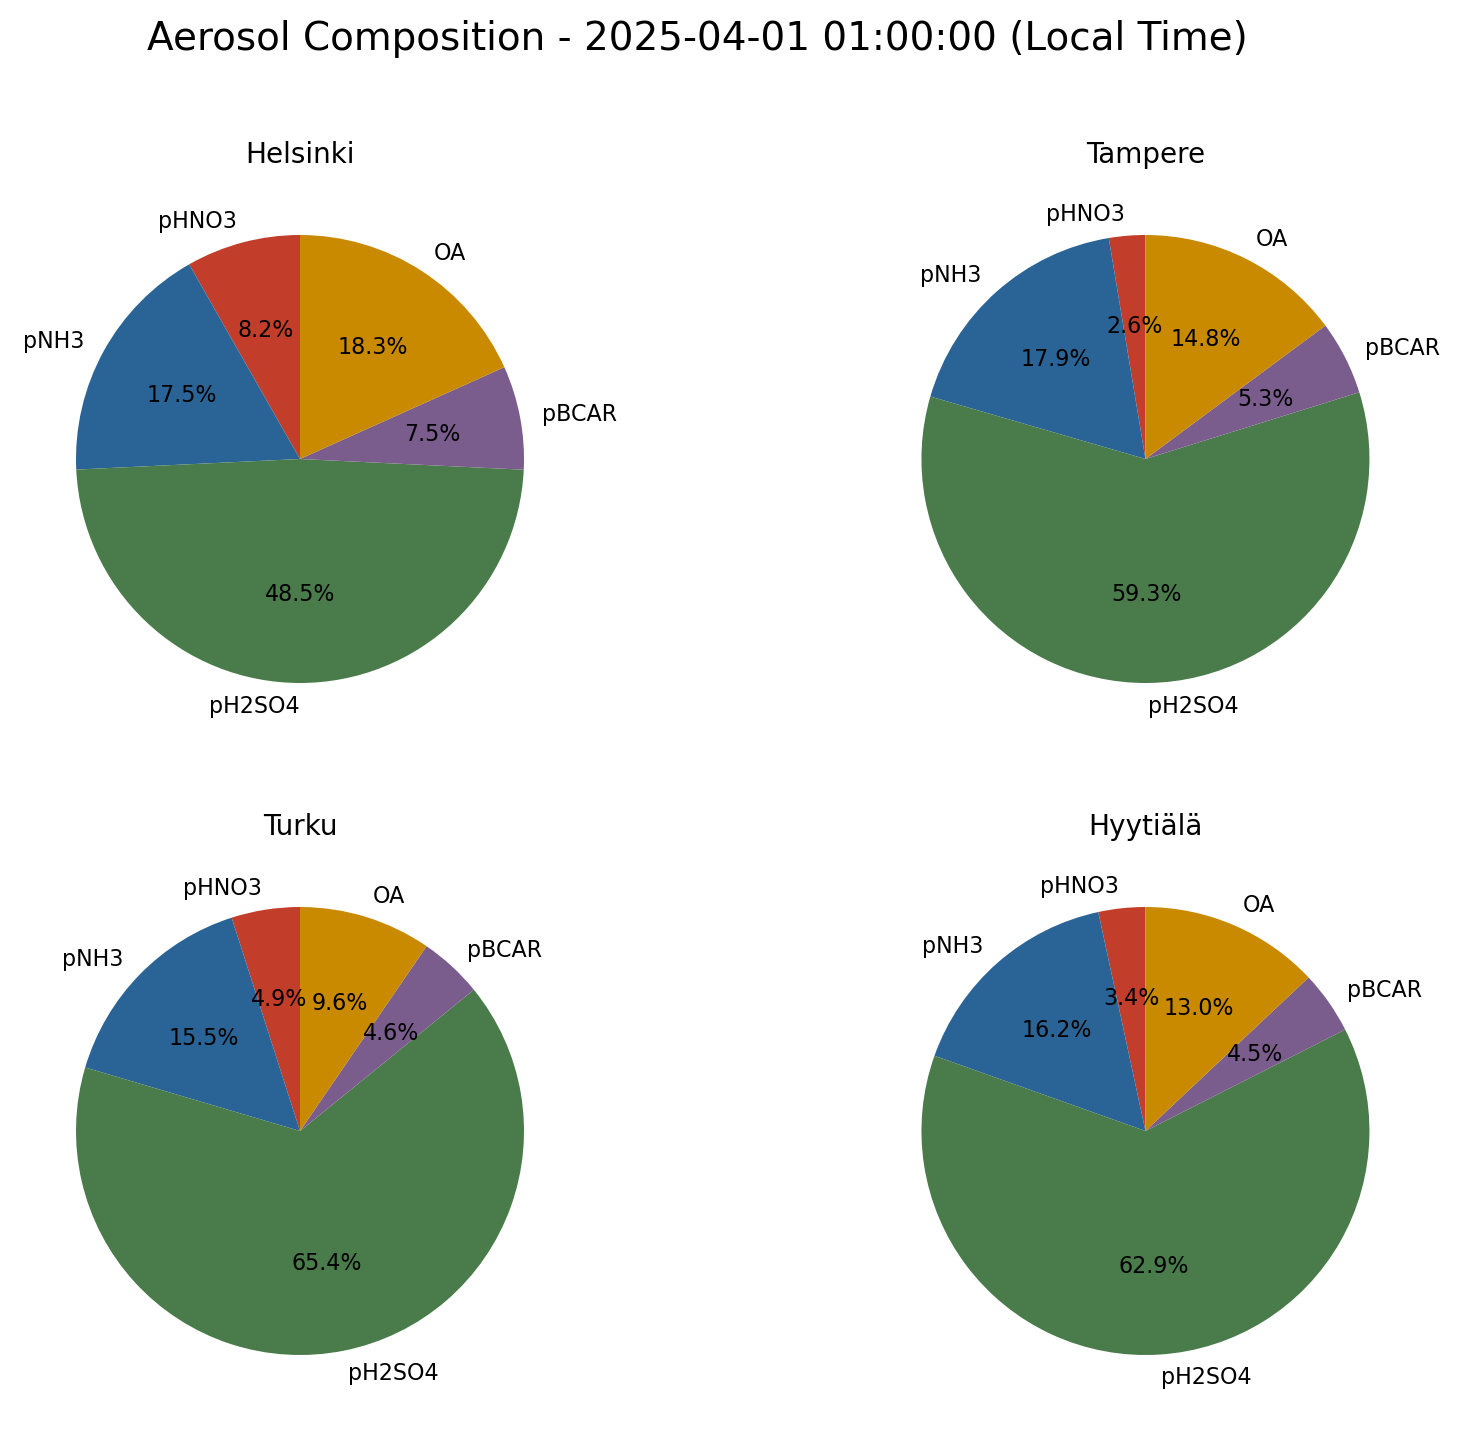 Aerosol Composition - 2025-04-01 01:00:00 (Local Time)
Helsinki
pHNO3
OA
pNH3
pBCAR
8.2%
18.3%
17.5%
7.5%
48.5%
pH2SO4
Tampere
pHNO3
OA
pNH3
pBCAR
2.6%
14.8%
17.9%
5.3%
59.3%
pH2SO4
Turku
pHNO3
OA
pNH3
pBCAR
4.9%
9.6%
15.5%
4.6%
65.4%
pH2SO4
Hyytiälä
pHNO3
OA
pNH3
pBCAR
3.4%
13.0%
16.2%
4.5%
62.9%
pH2SO4